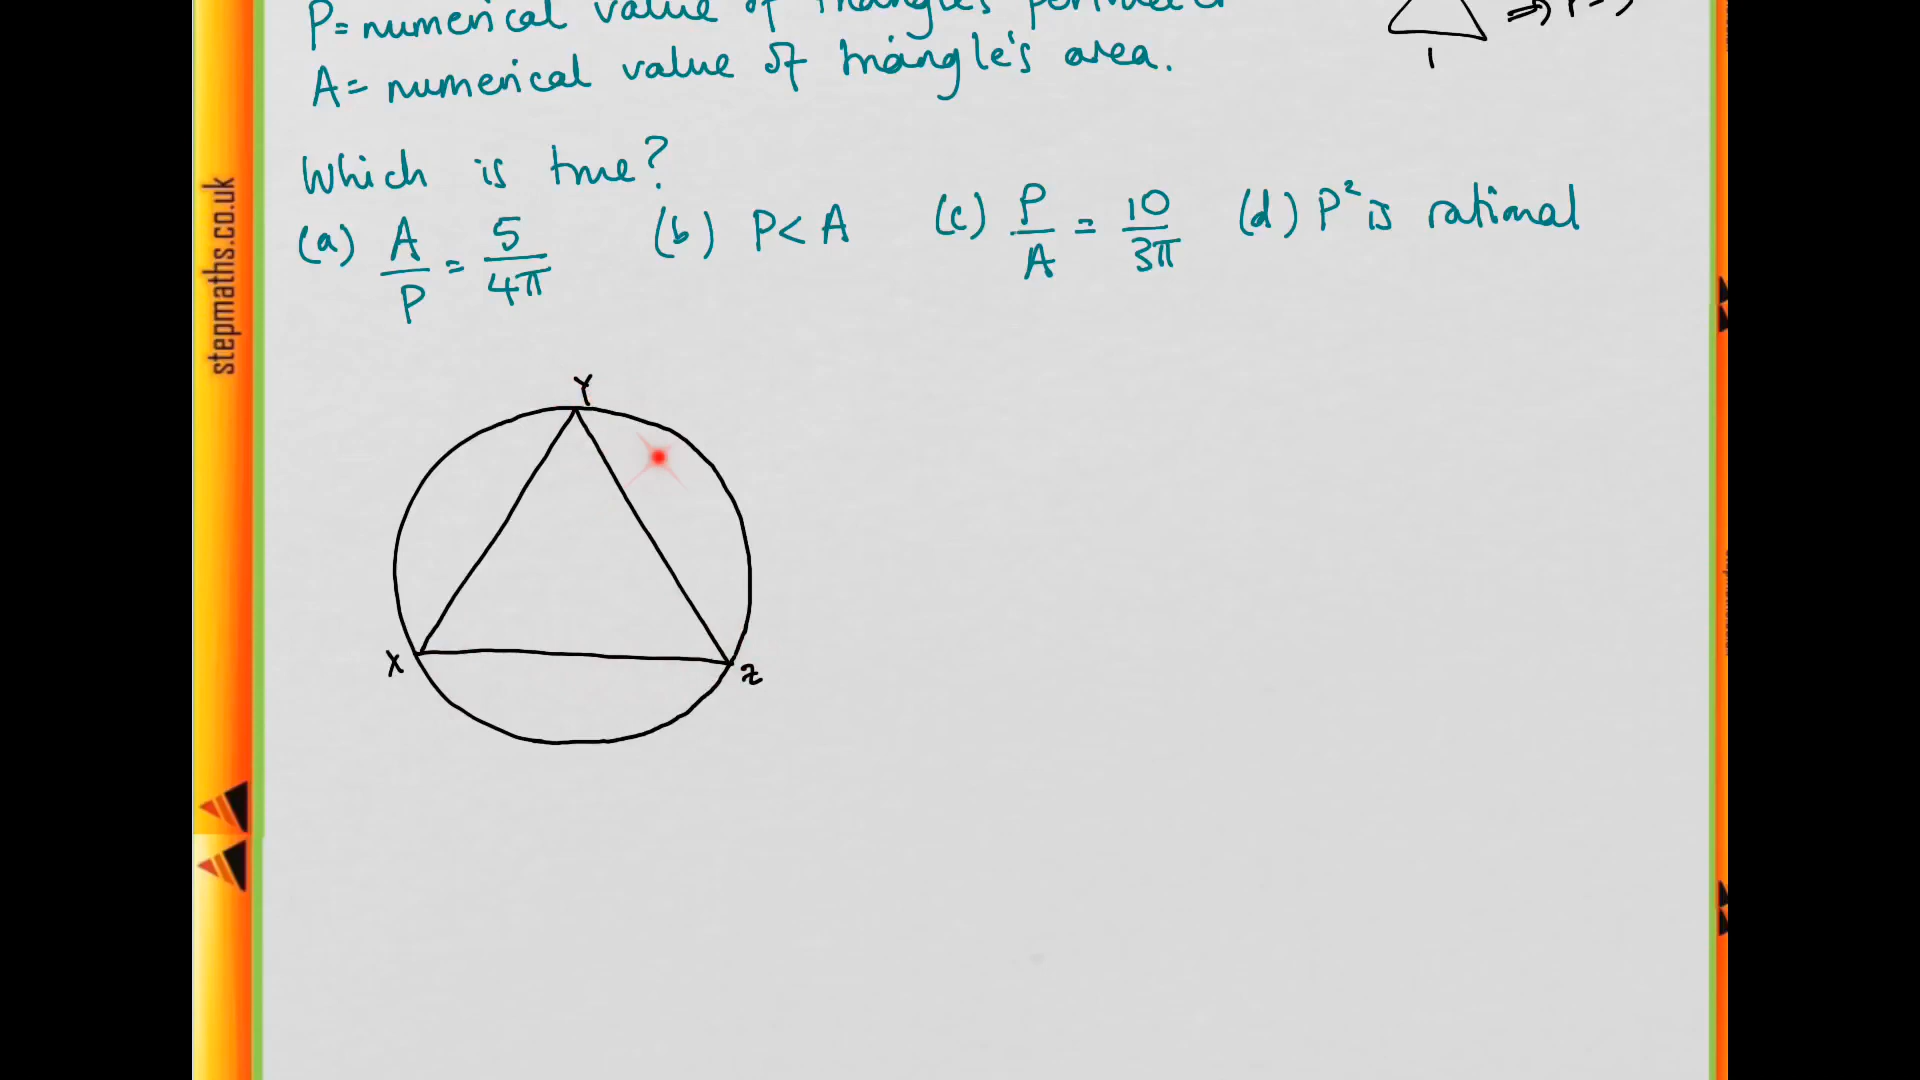 P= numerical value of triangle's perimeter
A= numerical value of triangle's area.
1
Which is true?
(a) A/P = 5/4π (b) P< A (c) P/A = 10/3π (d) P² is rational
Y
X
Z
stepmaths.co.uk